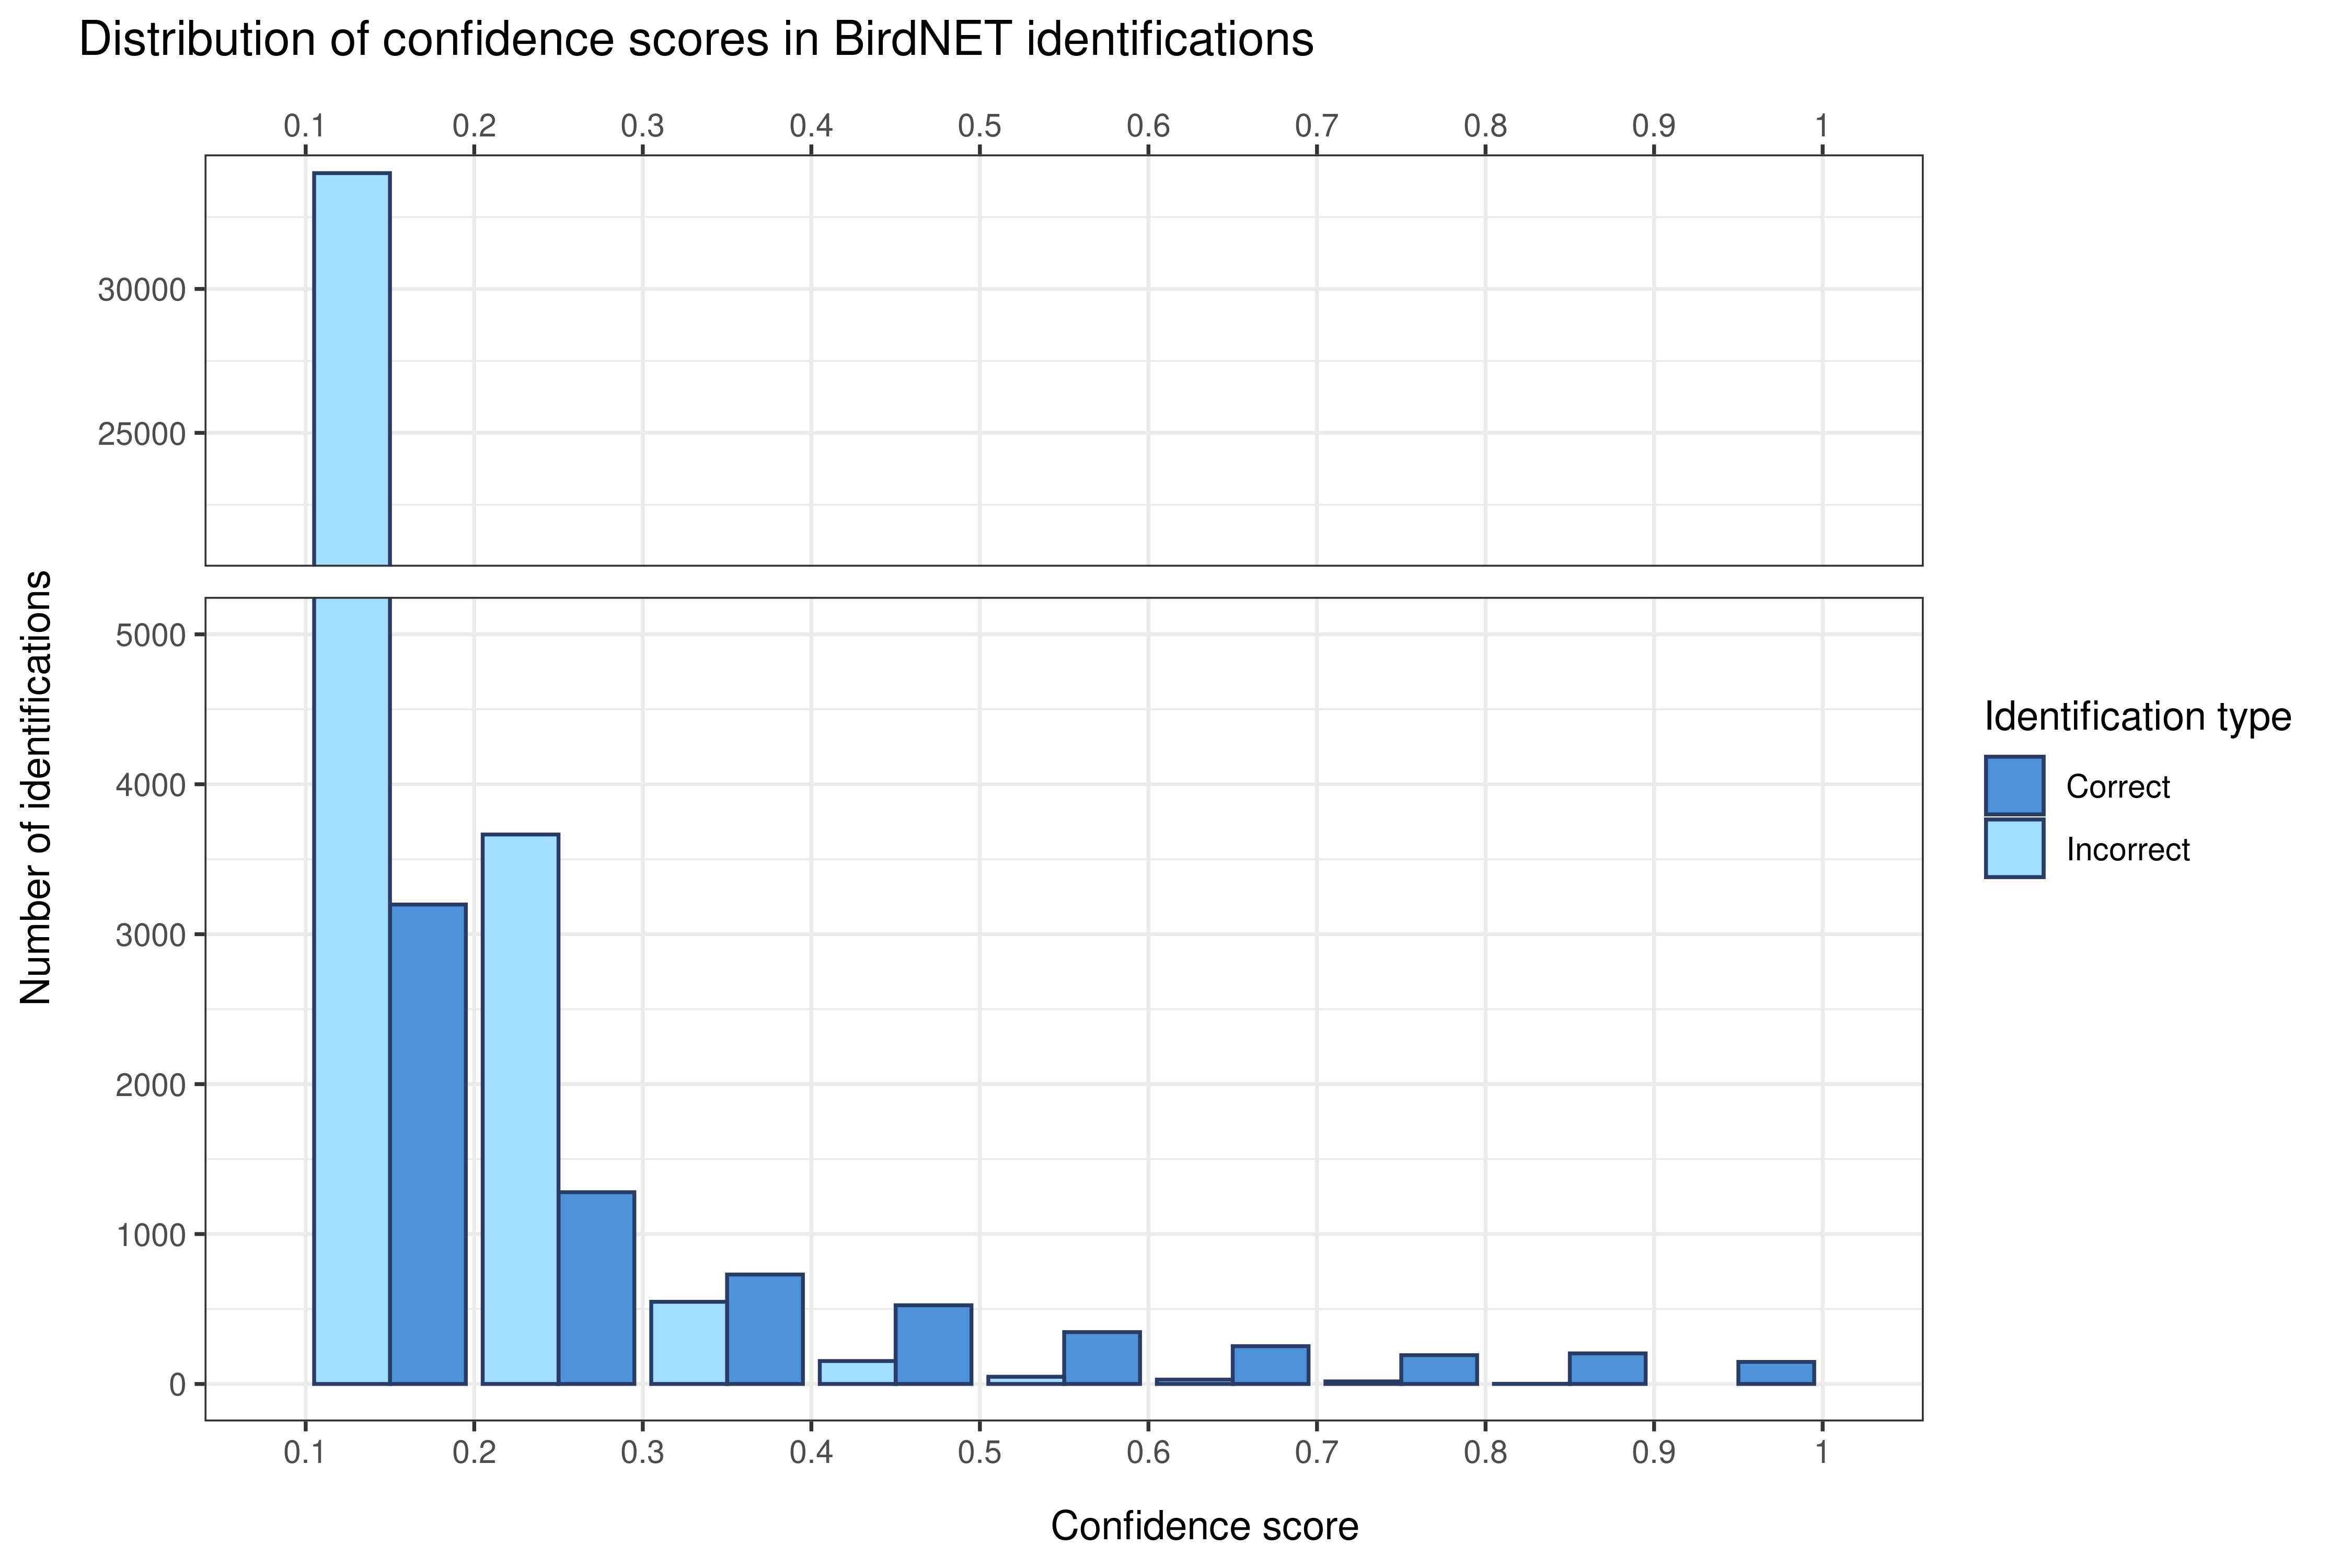 Distribution of confidence scores in BirdNET identifications
0.1 0.2 0.3 0.4 0.5 0.6 0.7 0.8 0.9 1
30000
25000
5000
4000
3000
2000
1000
0
Number of identifications
0.1 0.2 0.3 0.4 0.5 0.6 0.7 0.8 0.9 1
Confidence score
Identification type
Correct
Incorrect